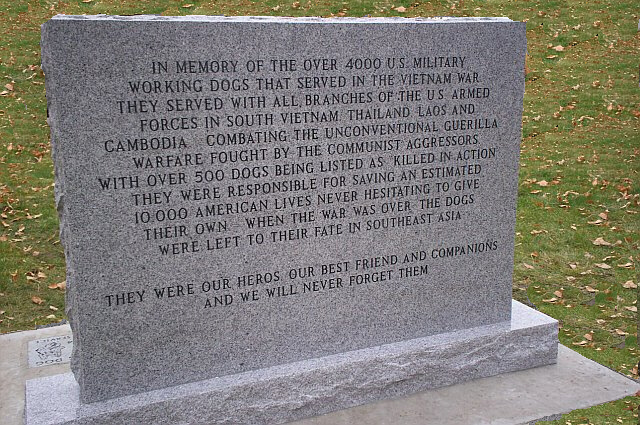 IN MEMORY OF THE OVER 4000 U.S. MILITARY
WORKING DOGS THAT SERVED IN THE VIETNAM WAR
THEY SERVED WITH ALL BRANCHES OF THE U.S. ARMED
FORCES IN SOUTH VIETNAM THAILAND LAOS AND
CAMBODIA COMBATING THE UNCONVENTIONAL GUERILLA
WARFARE FOUGHT BY THE COMMUNIST AGGRESSORS
WITH OVER 500 DOGS BEING LISTED AS KILLED IN ACTION
THEY WERE RESPONSIBLE FOR SAVING AN ESTIMATED
10,000 AMERICAN LIVES NEVER HESITATING TO GIVE
THEIR OWN WHEN THE WAR WAS OVER THE DOGS
WERE LEFT TO THEIR FATE IN SOUTHEAST ASIA
THEY WERE OUR HEROS OUR BEST FRIEND AND COMPANIONS
AND WE WILL NEVER FORGET THEM